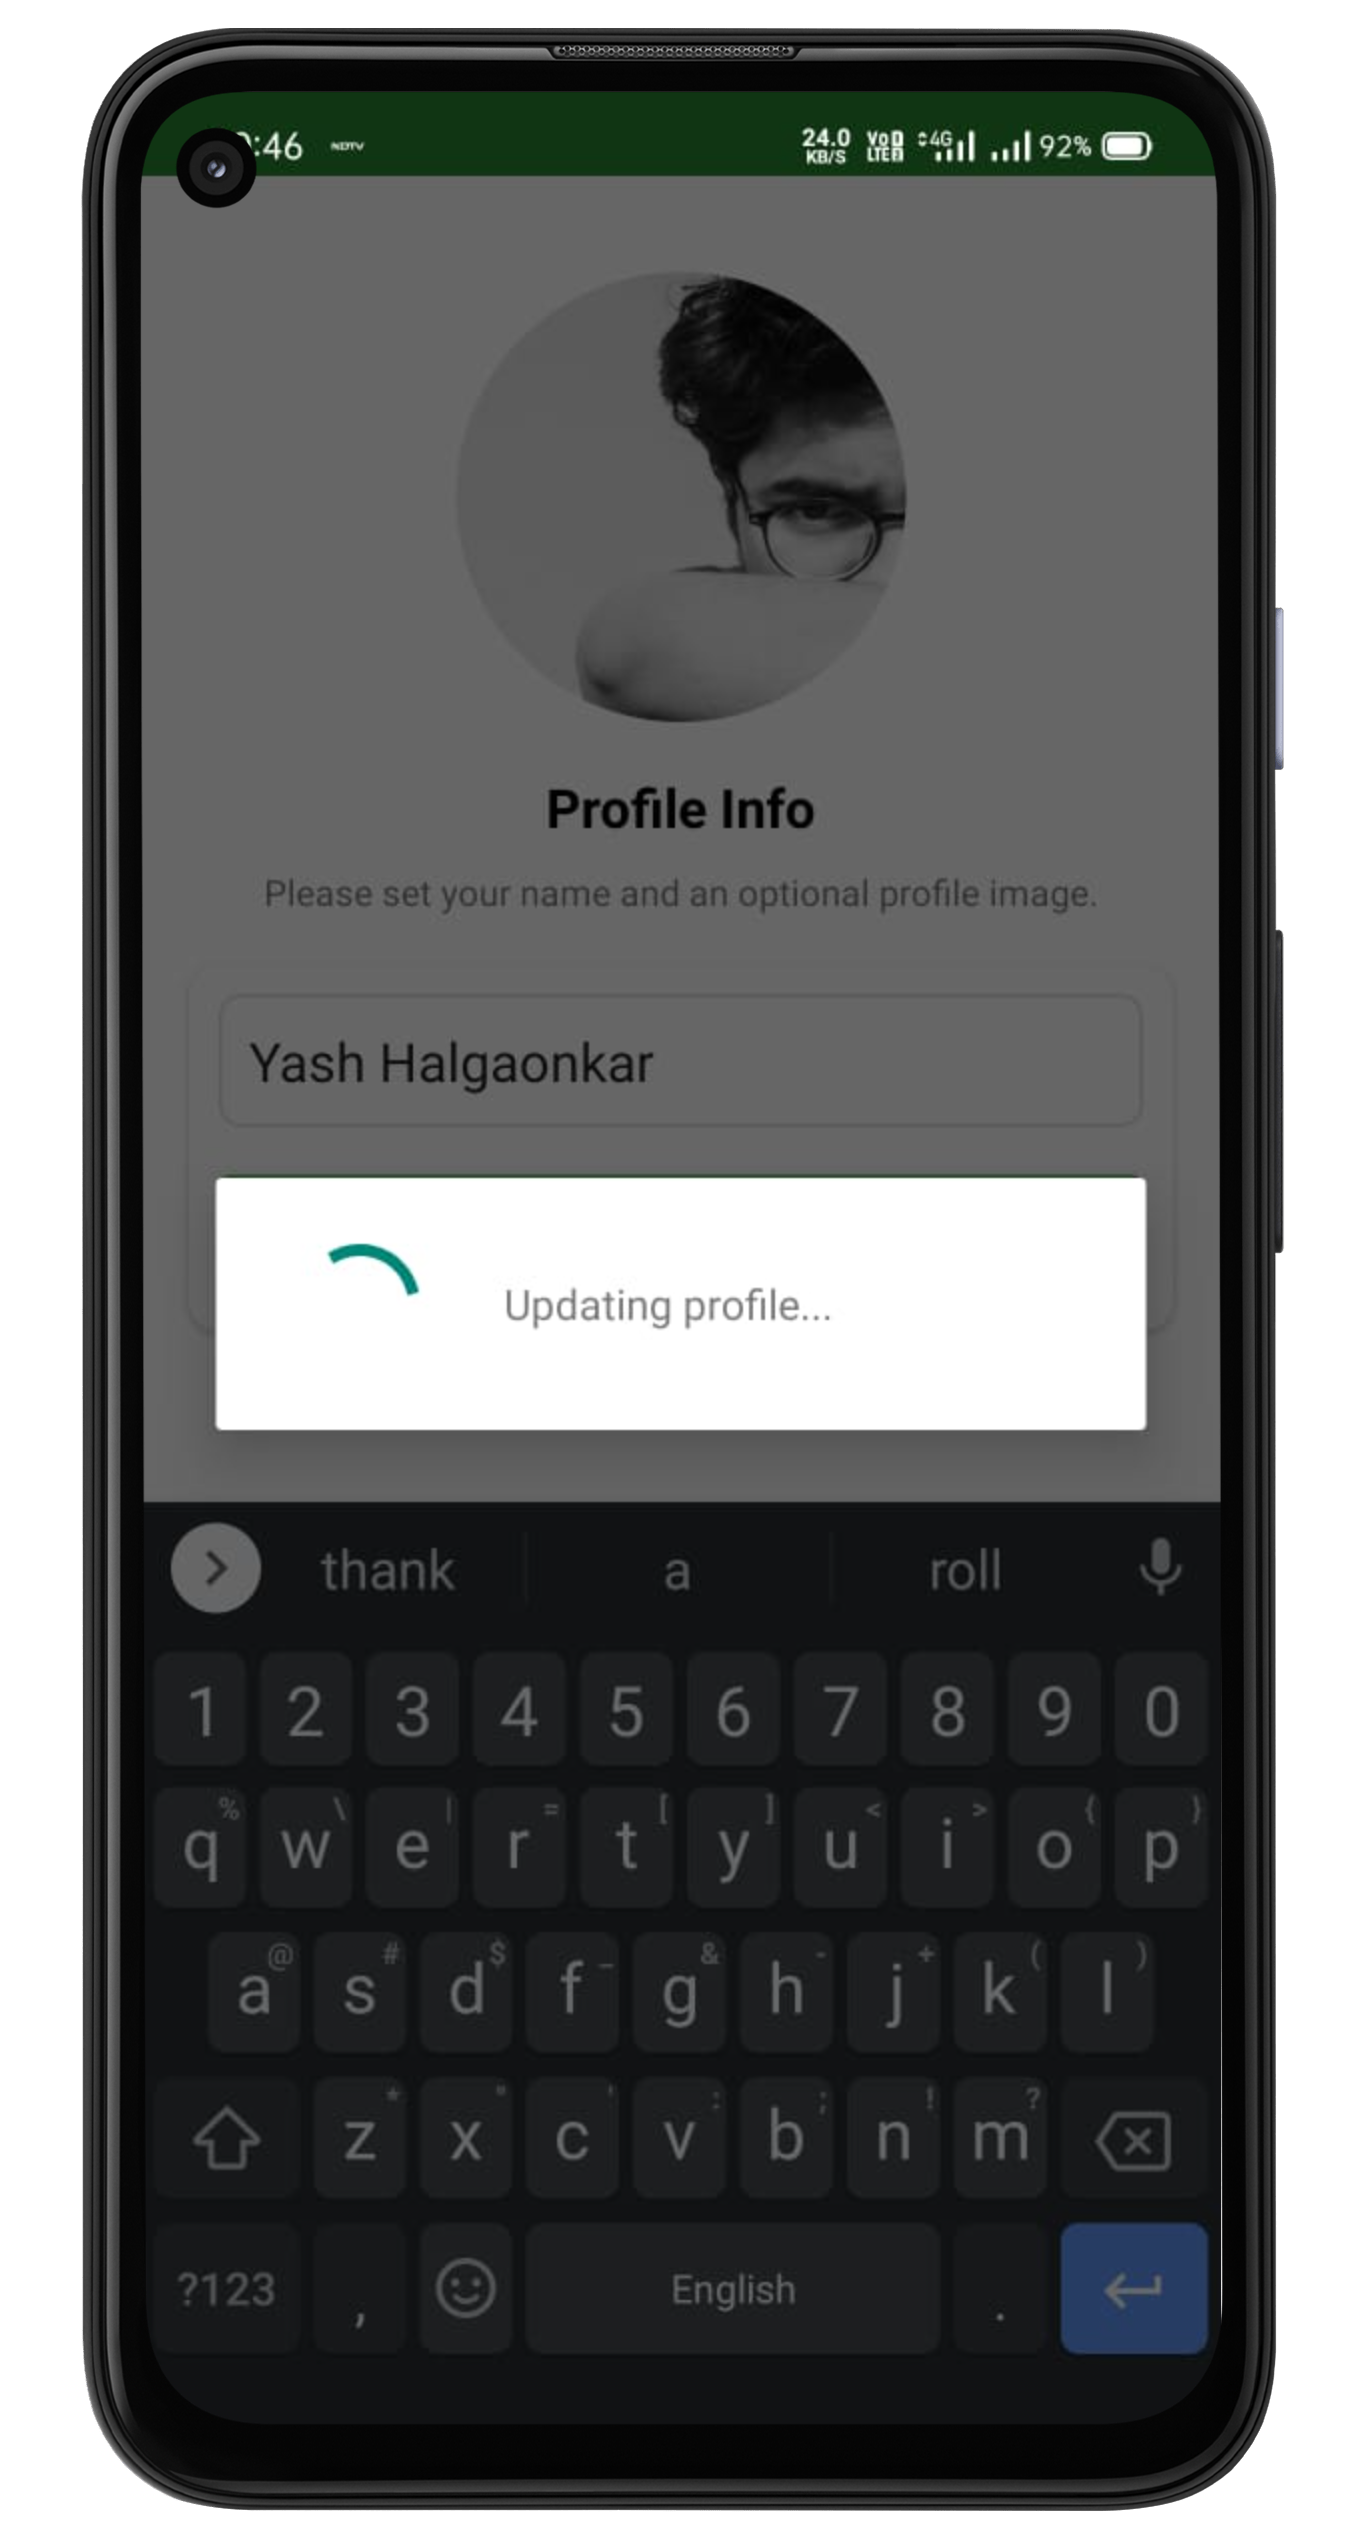 :46 NDTV 24.0 KB/S VoD LTE 2 4G 92%
Profile Info
Please set your name and an optional profile image.
Yash Halgaonkar
Updating profile...
thank a roll
1 2 3 4 5 6 7 8 9 0
% \ | = [ ] < > { }
q w e r t y u i o p
@ # $ _ & - + ( )
a s d f g h j k l
* " ' : ; ! ?
z x c v b n m
?123 , English .